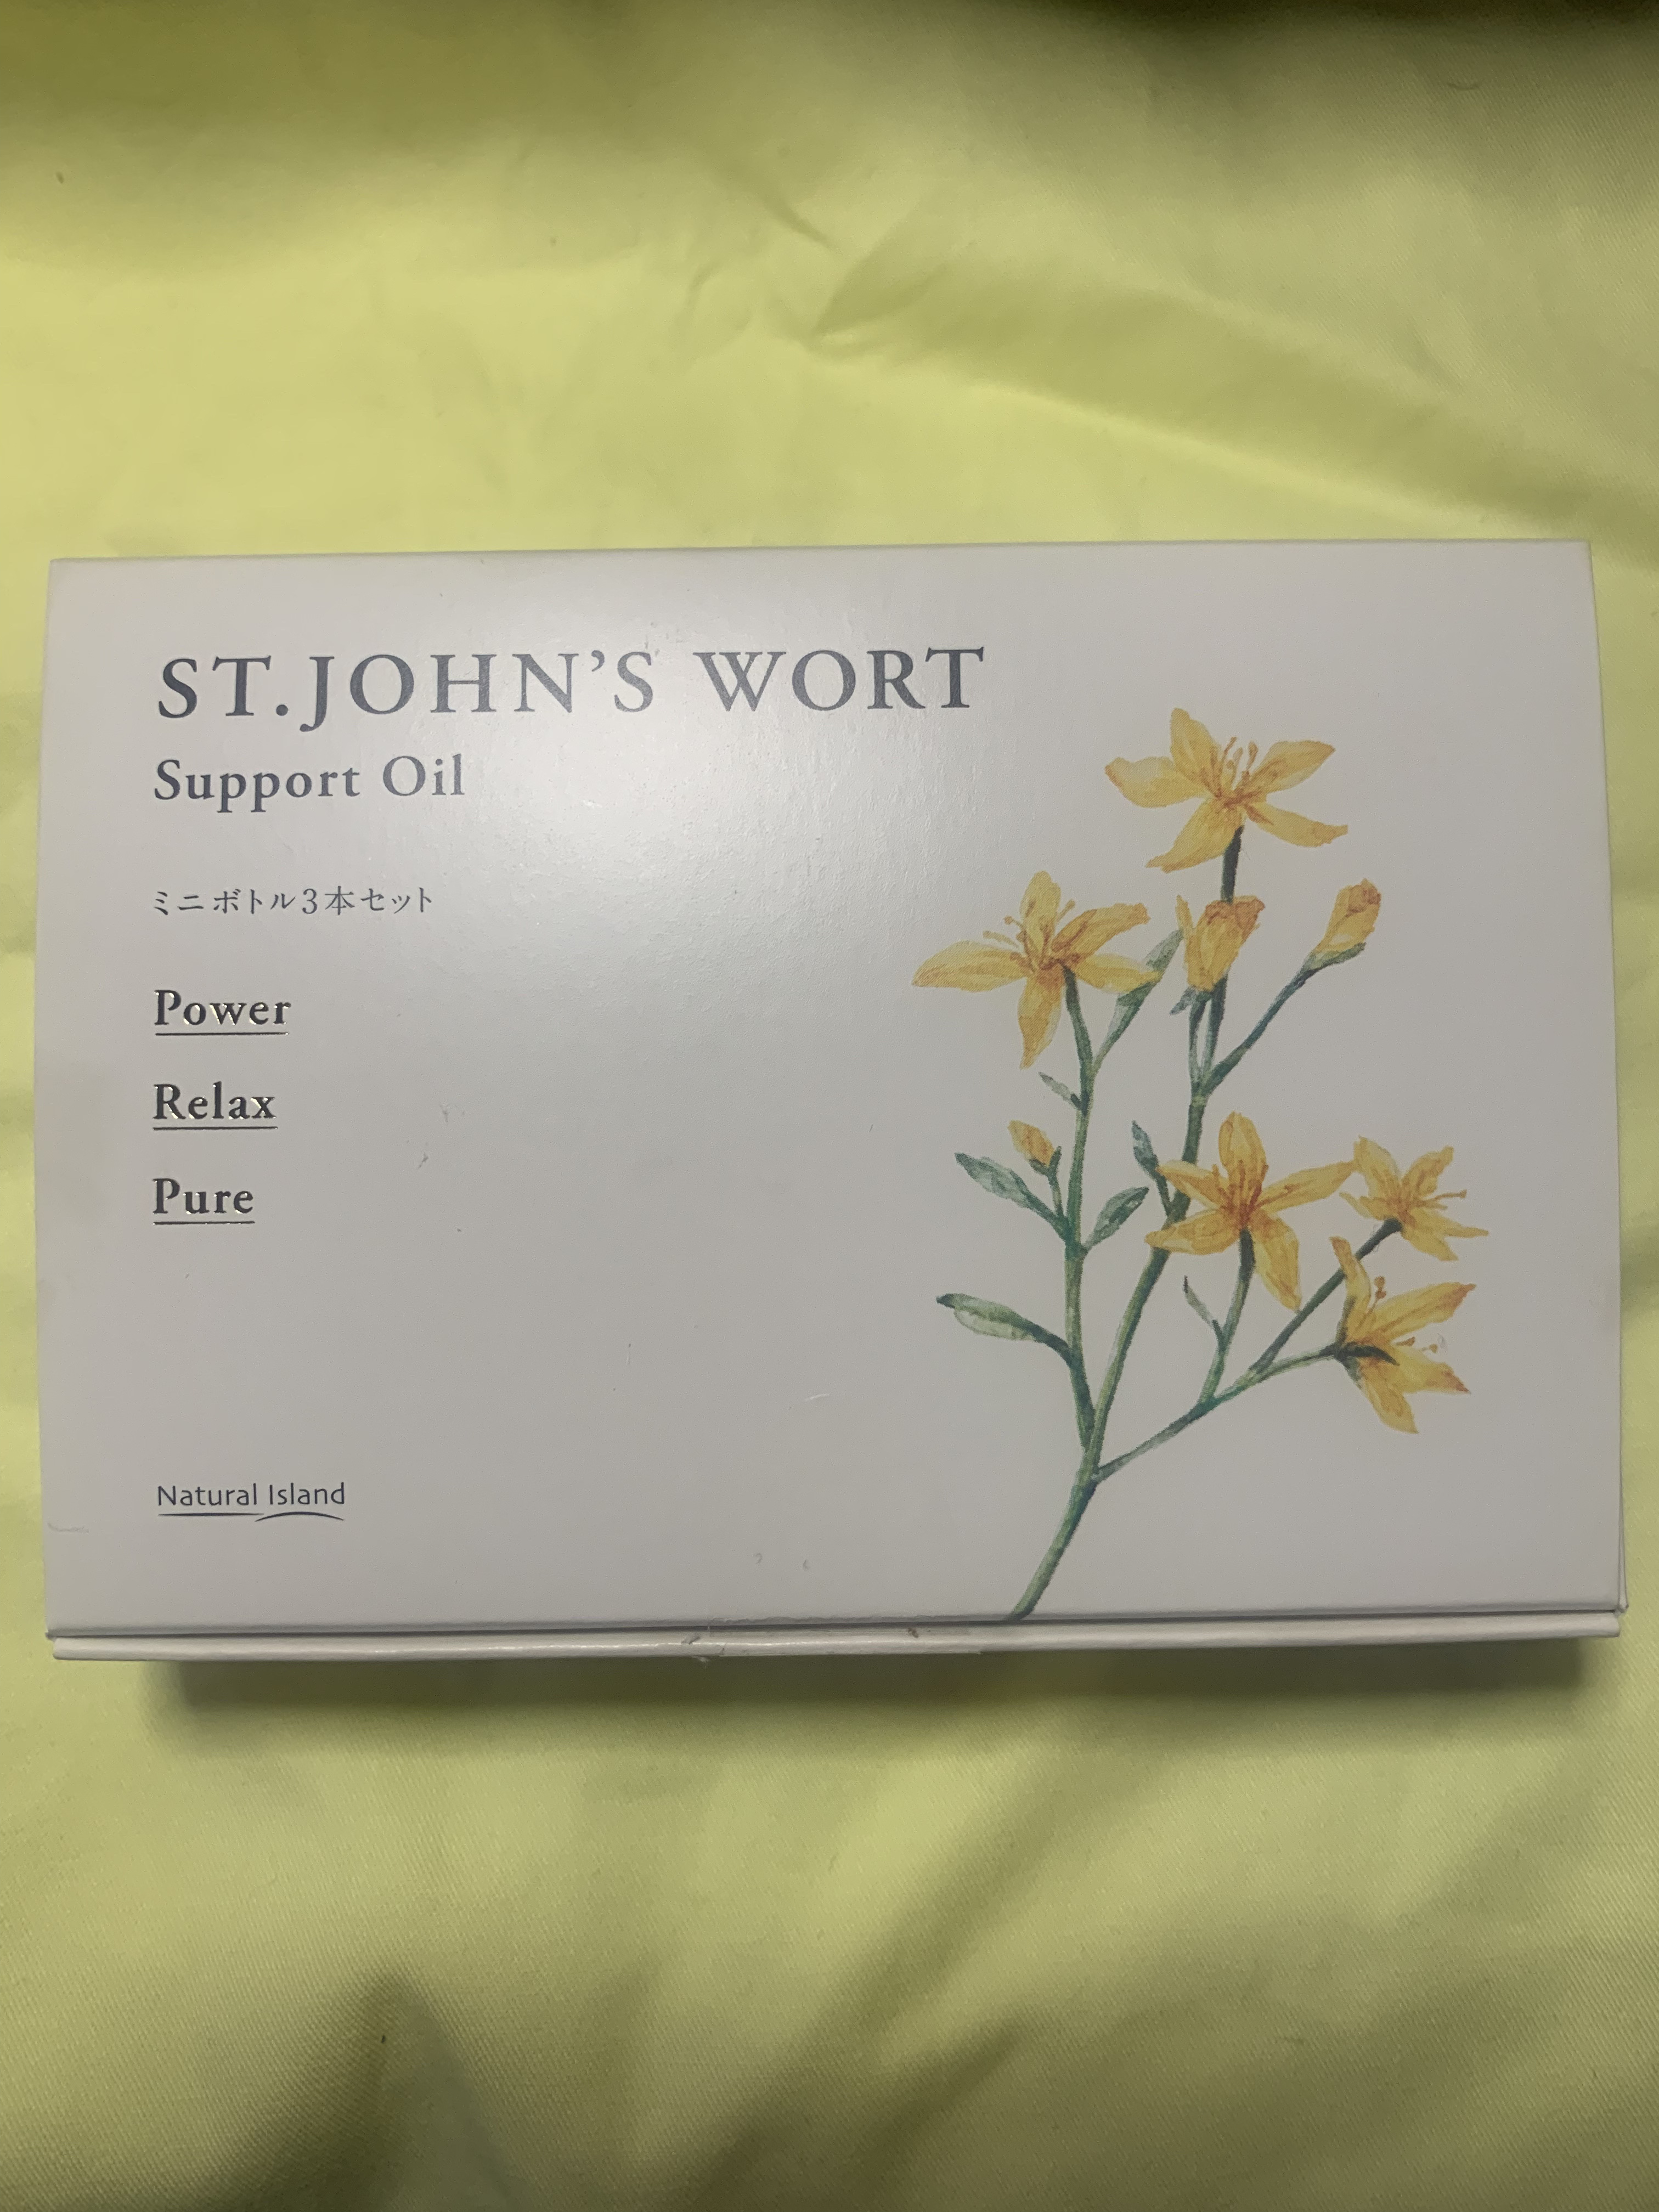 ST.JOHN’S WORT
Support Oil
ミニボトル3本セット
Power
Relax
Pure
Natural Island